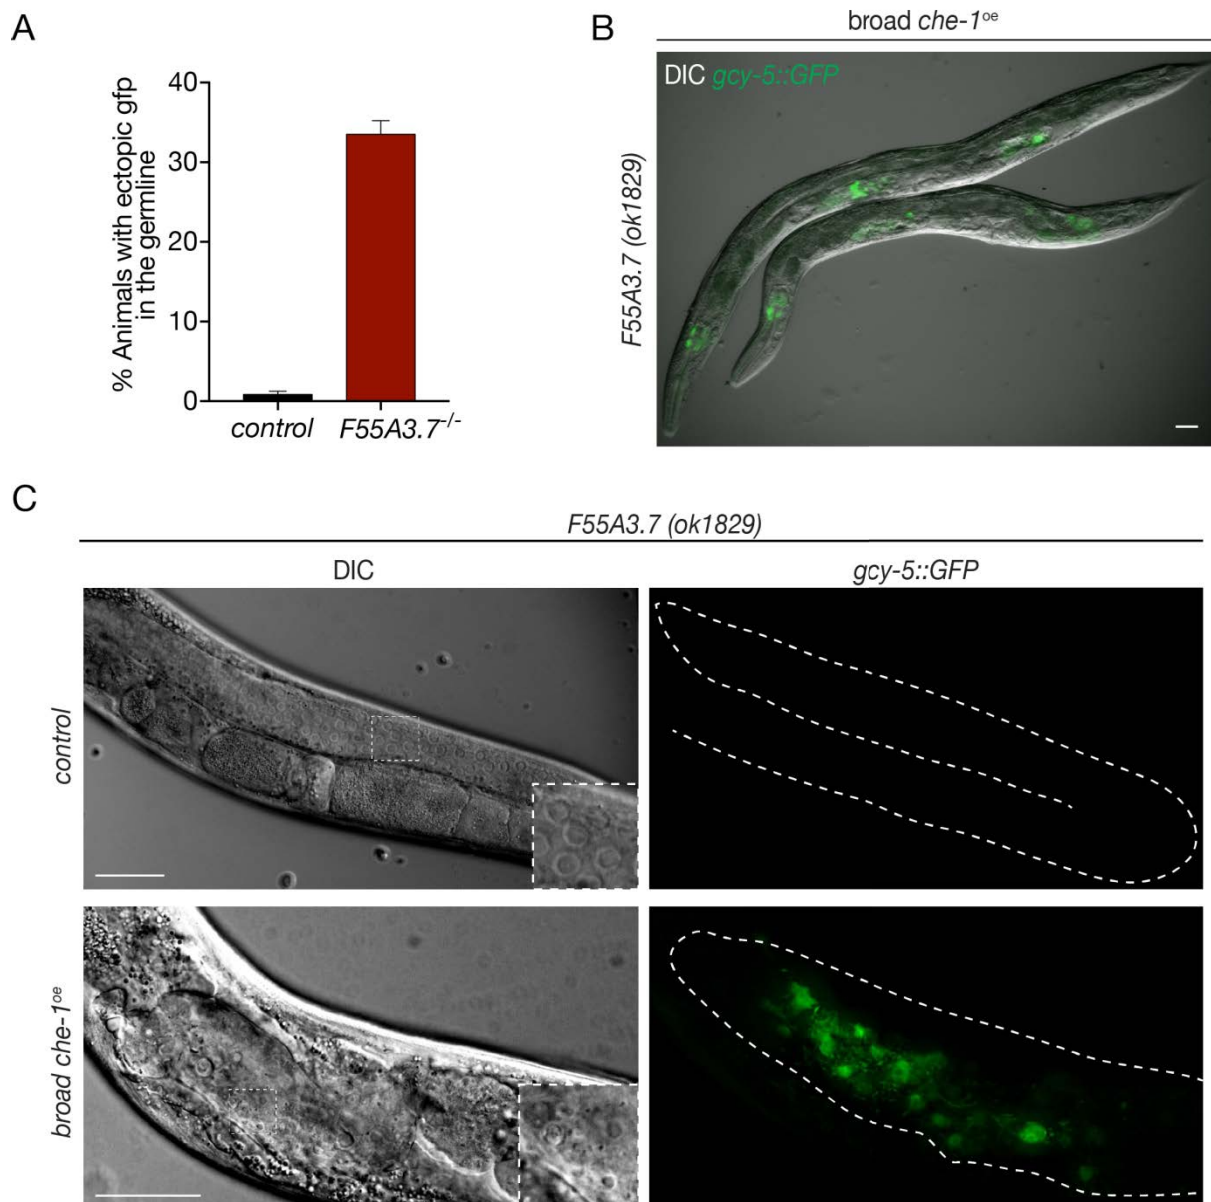 A
% Animals with ectopic gfp
in the germline
40
30
20
10
0
control
F55A3.7-/-
B
broad che-1oe
DIC gcy-5::GFP
F55A3.7 (ok1829)
C
F55A3.7 (ok1829)
DIC
gcy-5::GFP
control
broad che-1oe